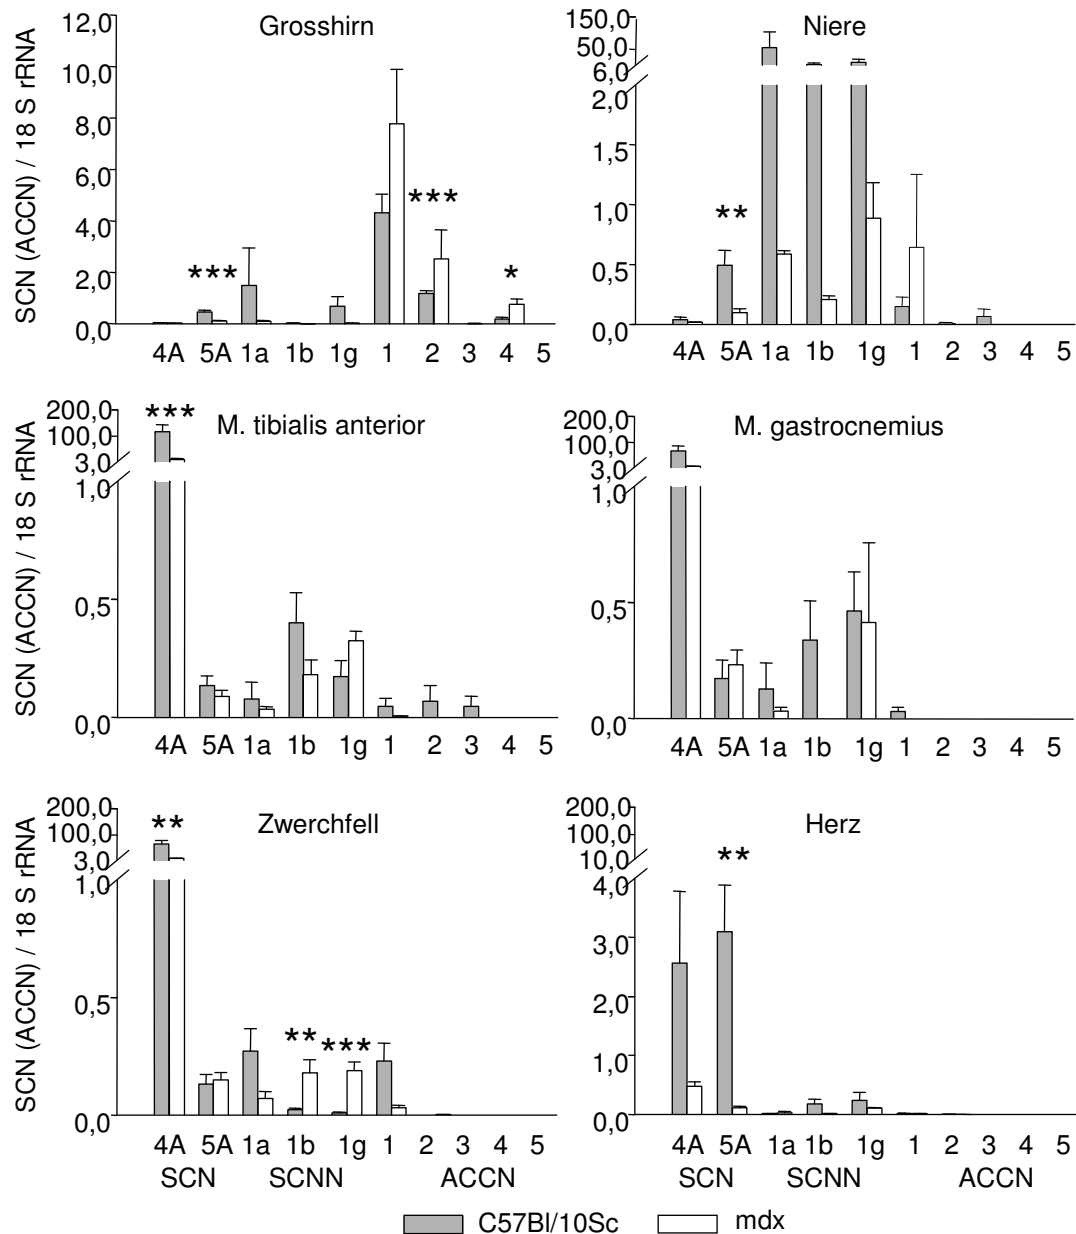 Grosshirn
SCN (ACCN) / 18 S rRNA
12,0
10,0
8,0
6,0
4,0
2,0
0,0
***
***
*
4A 5A 1a 1b 1g 1 2 3 4 5
Niere
150,0
50,0
6,0
2,0
1,5
1,0
0,5
0,0
**
4A 5A 1a 1b 1g 1 2 3 4 5
M. tibialis anterior
SCN (ACCN) / 18 S rRNA
200,0
100,0
3,0
1,0
0,5
0,0
***
4A 5A 1a 1b 1g 1 2 3 4 5
M. gastrocnemius
200,0
100,0
3,0
1,0
0,5
0,0
4A 5A 1a 1b 1g 1 2 3 4 5
Zwerchfell
SCN (ACCN) / 18 S rRNA
200,0
100,0
3,0
1,0
0,5
0,0
**
**
***
4A 5A 1a 1b 1g 1 2 3 4 5
SCN SCNN ACCN
Herz
200,0
100,0
10,0
4,0
3,0
2,0
1,0
0,0
**
4A 5A 1a 1b 1g 1 2 3 4 5
SCN SCNN ACCN
C57Bl/10Sc mdx